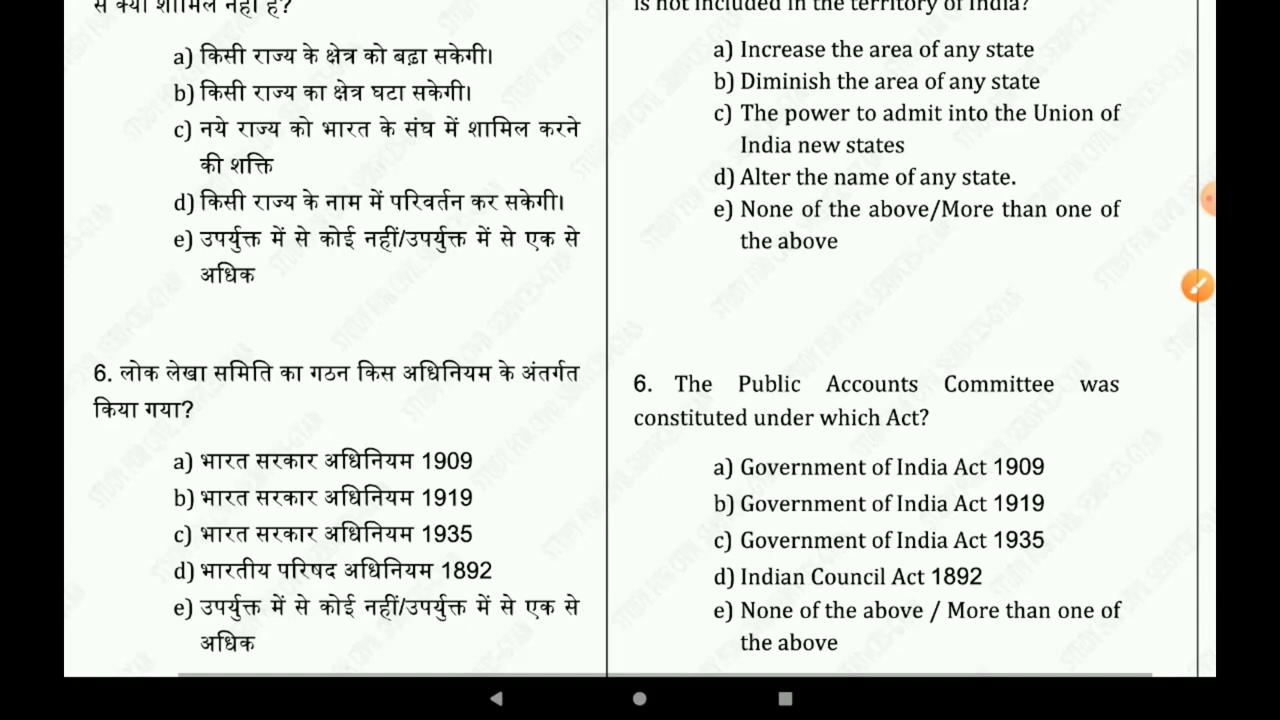 से क्या शामिल नहीं है?
a) किसी राज्य के क्षेत्र को बढ़ा सकेगी।
b) किसी राज्य का क्षेत्र घटा सकेगी।
c) नये राज्य को भारत के संघ में शामिल करने
की शक्ति
d) किसी राज्य के नाम में परिवर्तन कर सकेगी।
e) उपर्युक्त में से कोई नहीं/उपर्युक्त में से एक से
अधिक
6. लोक लेखा समिति का गठन किस अधिनियम के अंतर्गत
किया गया?
a) भारत सरकार अधिनियम 1909
b) भारत सरकार अधिनियम 1919
c) भारत सरकार अधिनियम 1935
d) भारतीय परिषद अधिनियम 1892
e) उपर्युक्त में से कोई नहीं/उपर्युक्त में से एक से
अधिक
is not included in the territory of India?
a) Increase the area of any state
b) Diminish the area of any state
c) The power to admit into the Union of
India new states
d) Alter the name of any state.
e) None of the above/More than one of
the above
6. The Public Accounts Committee was
constituted under which Act?
a) Government of India Act 1909
b) Government of India Act 1919
c) Government of India Act 1935
d) Indian Council Act 1892
e) None of the above / More than one of
the above